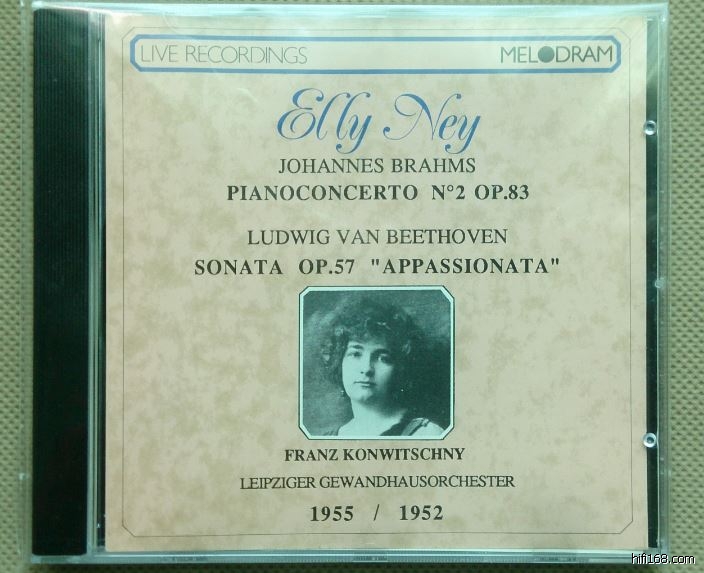 LIVE RECORDINGS MELODRAM
Elly Ney
JOHANNES BRAHMS
PIANOCONCERTO N°2 OP.83
LUDWIG VAN BEETHOVEN
SONATA OP.57 "APPASSIONATA"
FRANZ KONWITSCHNY
LEIPZIGER GEWANDHAUSORCHESTER
1955 / 1952
hifi168.com